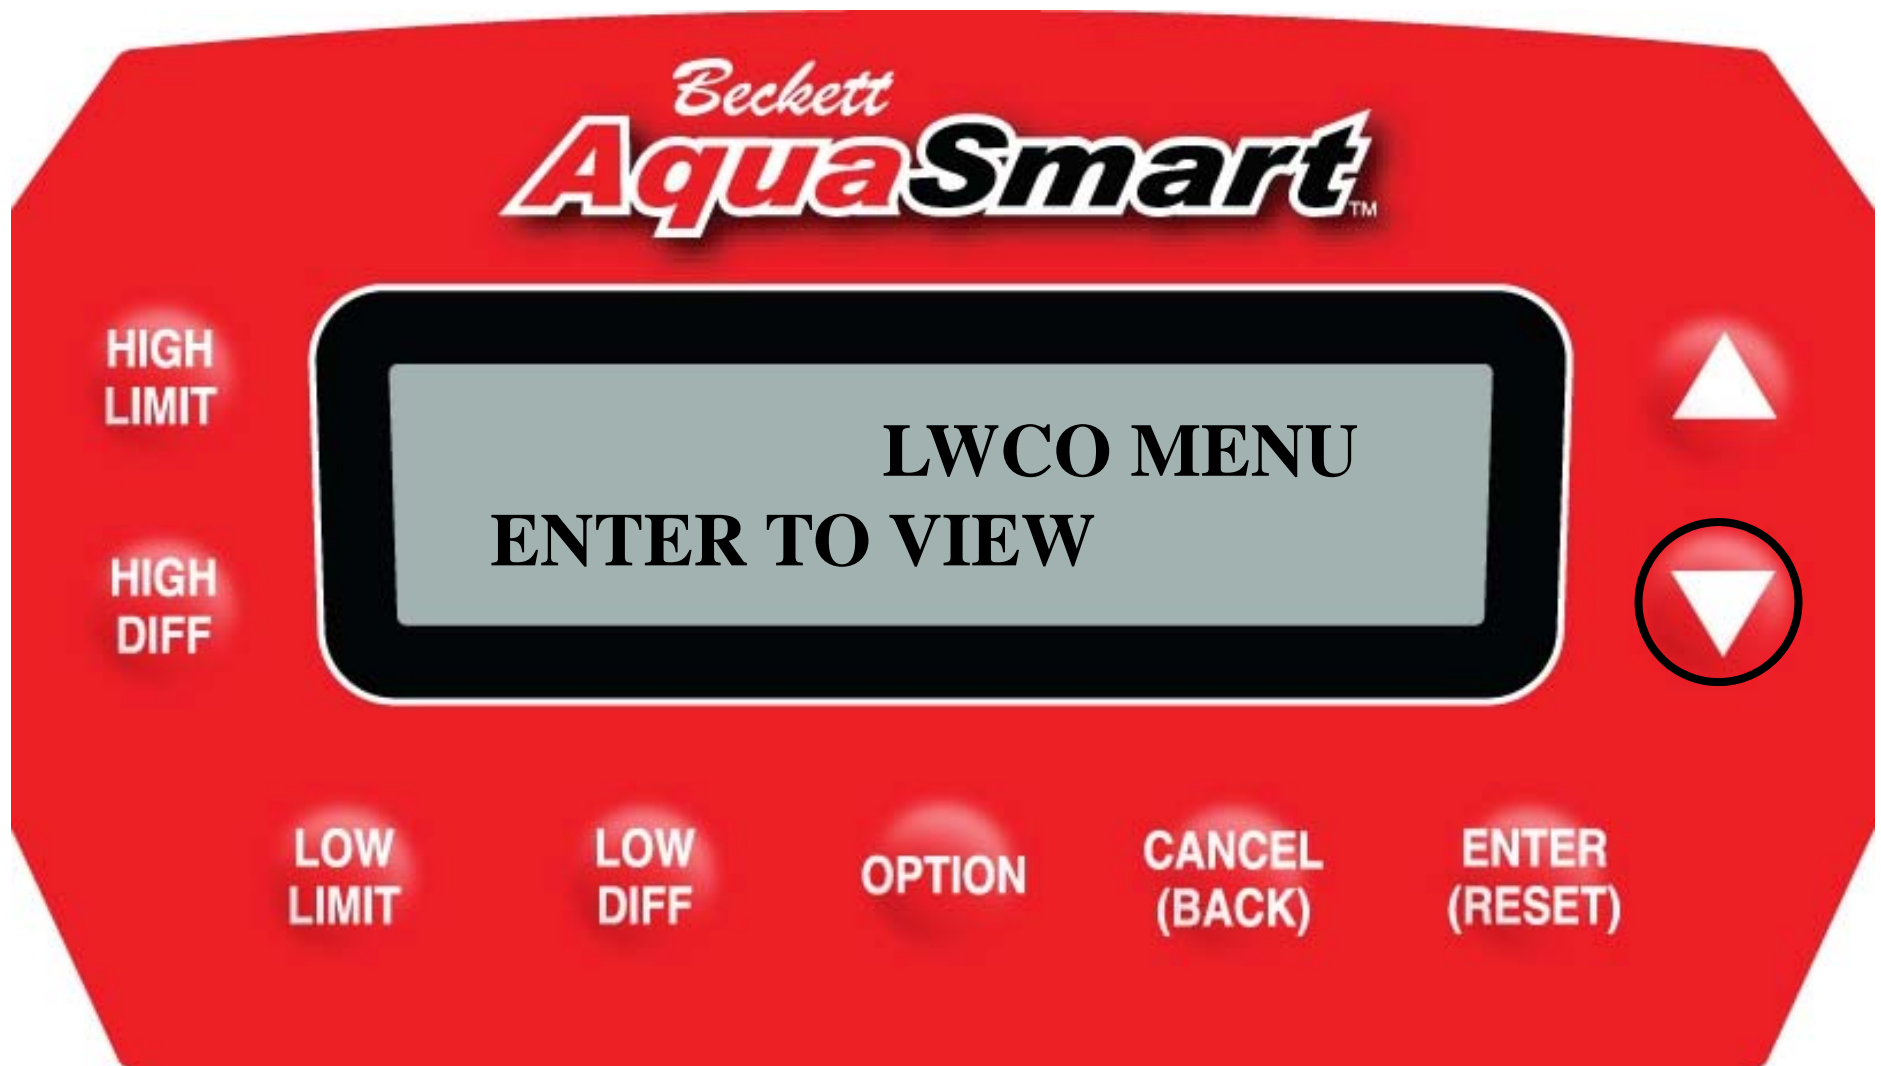 Beckett
AquaSmart™
HIGH
LIMIT
LWCO MENU
ENTER TO VIEW
HIGH
DIFF
LOW
LIMIT
LOW
DIFF
OPTION
CANCEL
(BACK)
ENTER
(RESET)